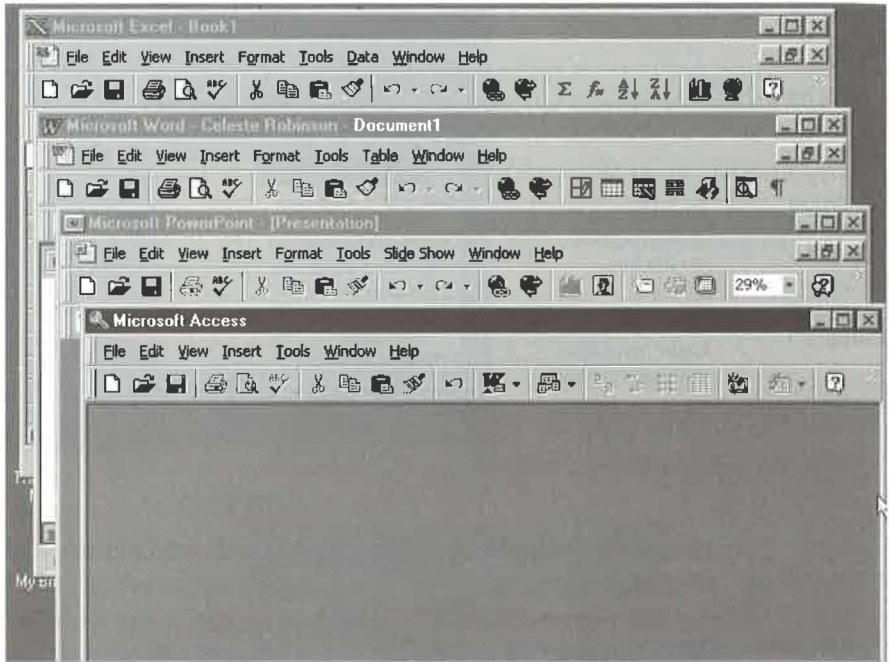 Microsoft Excel - Book1
File Edit View Insert Format Tools Data Window Help
Microsoft Word - Celeste Robinson - Document1
File Edit View Insert Format Tools Table Window Help
Microsoft PowerPoint - [Presentation]
File Edit View Insert Format Tools Slide Show Window Help
29%
Microsoft Access
File Edit View Insert Tools Window Help
My